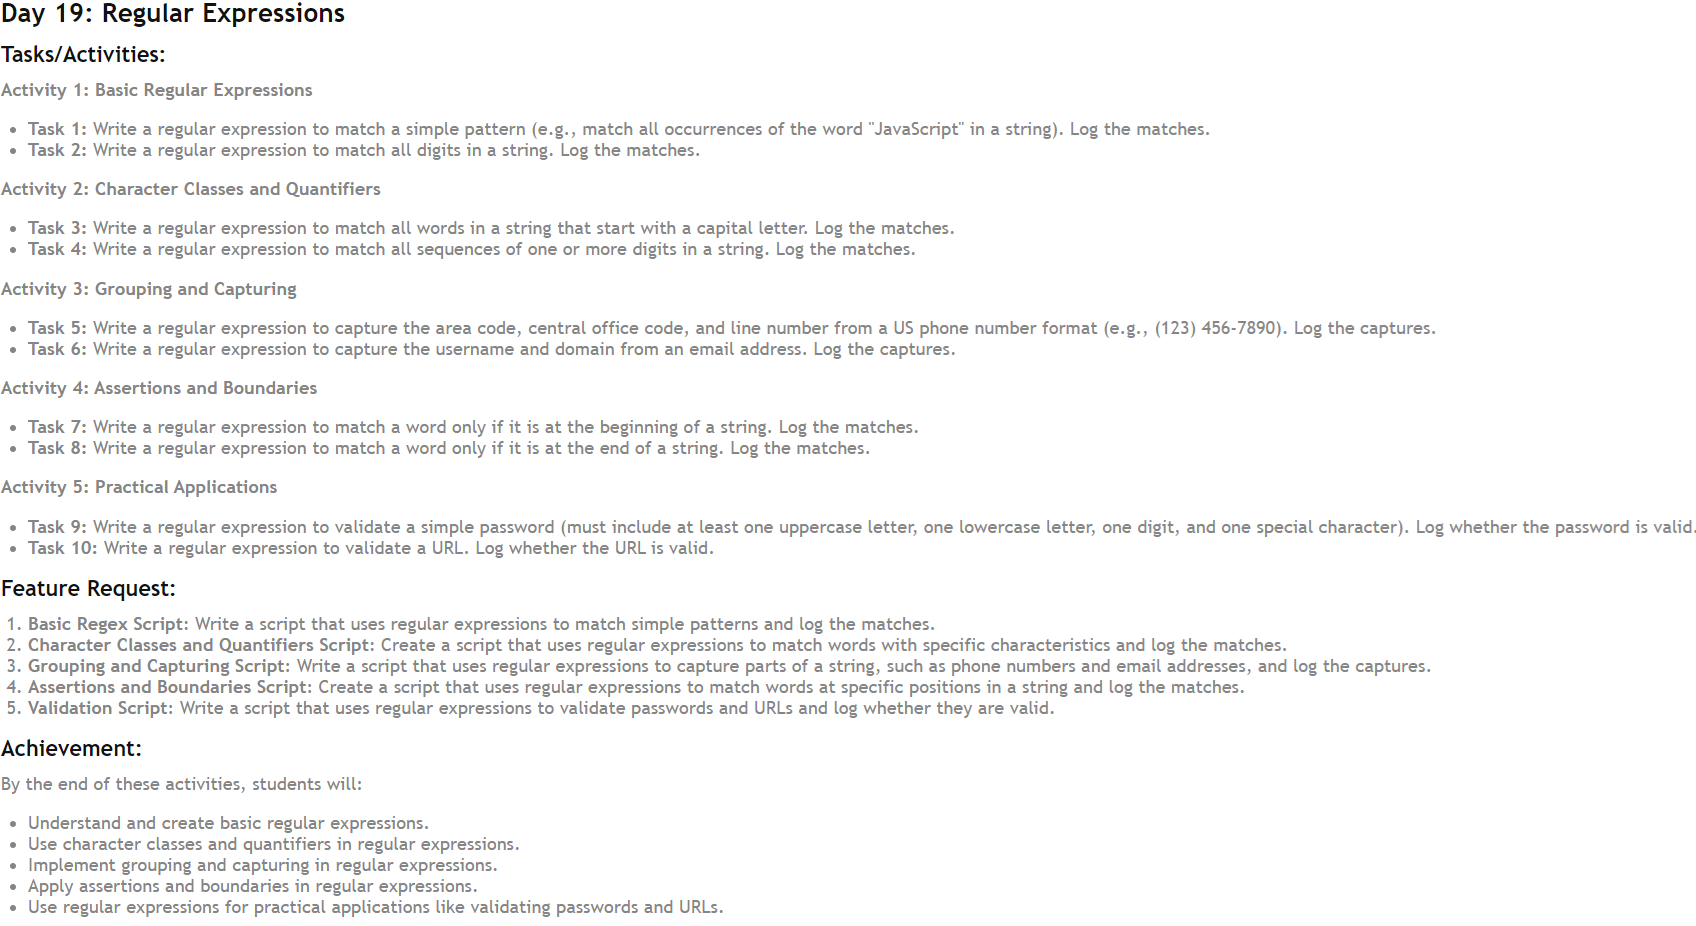 Day 19: Regular Expressions
Tasks/Activities:
Activity 1: Basic Regular Expressions
• Task 1: Write a regular expression to match a simple pattern (e.g., match all occurrences of the word "JavaScript" in a string). Log the matches.
• Task 2: Write a regular expression to match all digits in a string. Log the matches.
Activity 2: Character Classes and Quantifiers
• Task 3: Write a regular expression to match all words in a string that start with a capital letter. Log the matches.
• Task 4: Write a regular expression to match all sequences of one or more digits in a string. Log the matches.
Activity 3: Grouping and Capturing
• Task 5: Write a regular expression to capture the area code, central office code, and line number from a US phone number format (e.g., (123) 456-7890). Log the captures.
• Task 6: Write a regular expression to capture the username and domain from an email address. Log the captures.
Activity 4: Assertions and Boundaries
• Task 7: Write a regular expression to match a word only if it is at the beginning of a string. Log the matches.
• Task 8: Write a regular expression to match a word only if it is at the end of a string. Log the matches.
Activity 5: Practical Applications
• Task 9: Write a regular expression to validate a simple password (must include at least one uppercase letter, one lowercase letter, one digit, and one special character). Log whether the password is valid.
• Task 10: Write a regular expression to validate a URL. Log whether the URL is valid.
Feature Request:
1. Basic Regex Script: Write a script that uses regular expressions to match simple patterns and log the matches.
2. Character Classes and Quantifiers Script: Create a script that uses regular expressions to match words with specific characteristics and log the matches.
3. Grouping and Capturing Script: Write a script that uses regular expressions to capture parts of a string, such as phone numbers and email addresses, and log the captures.
4. Assertions and Boundaries Script: Create a script that uses regular expressions to match words at specific positions in a string and log the matches.
5. Validation Script: Write a script that uses regular expressions to validate passwords and URLs and log whether they are valid.
Achievement:
By the end of these activities, students will:
• Understand and create basic regular expressions.
• Use character classes and quantifiers in regular expressions.
• Implement grouping and capturing in regular expressions.
• Apply assertions and boundaries in regular expressions.
• Use regular expressions for practical applications like validating passwords and URLs.